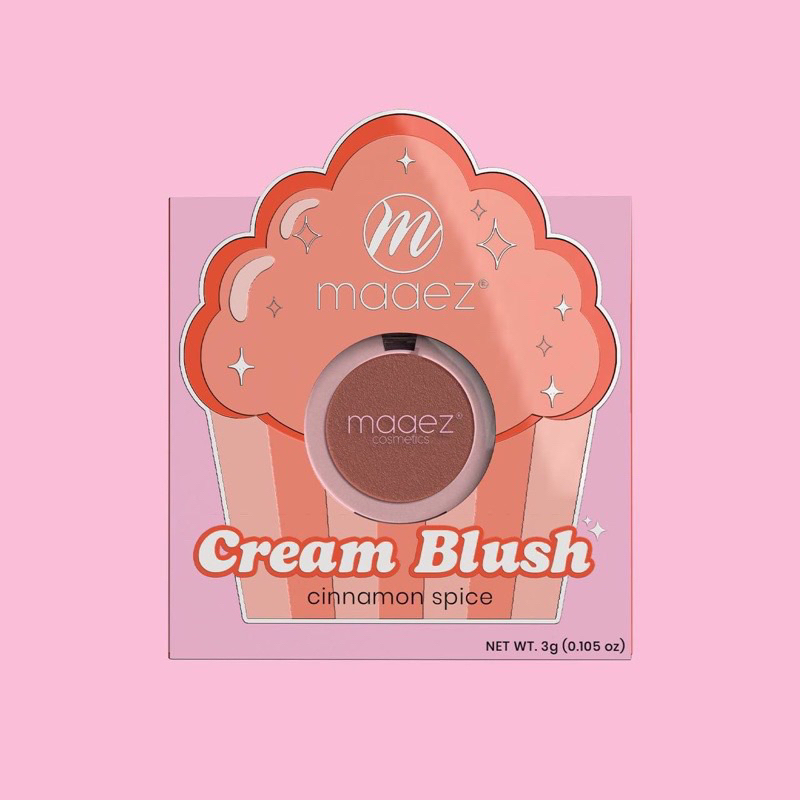 m
maaez®
maaez®
cosmetics
Cream Blush
cinnamon spice
NET WT. 3g (0.105 oz)